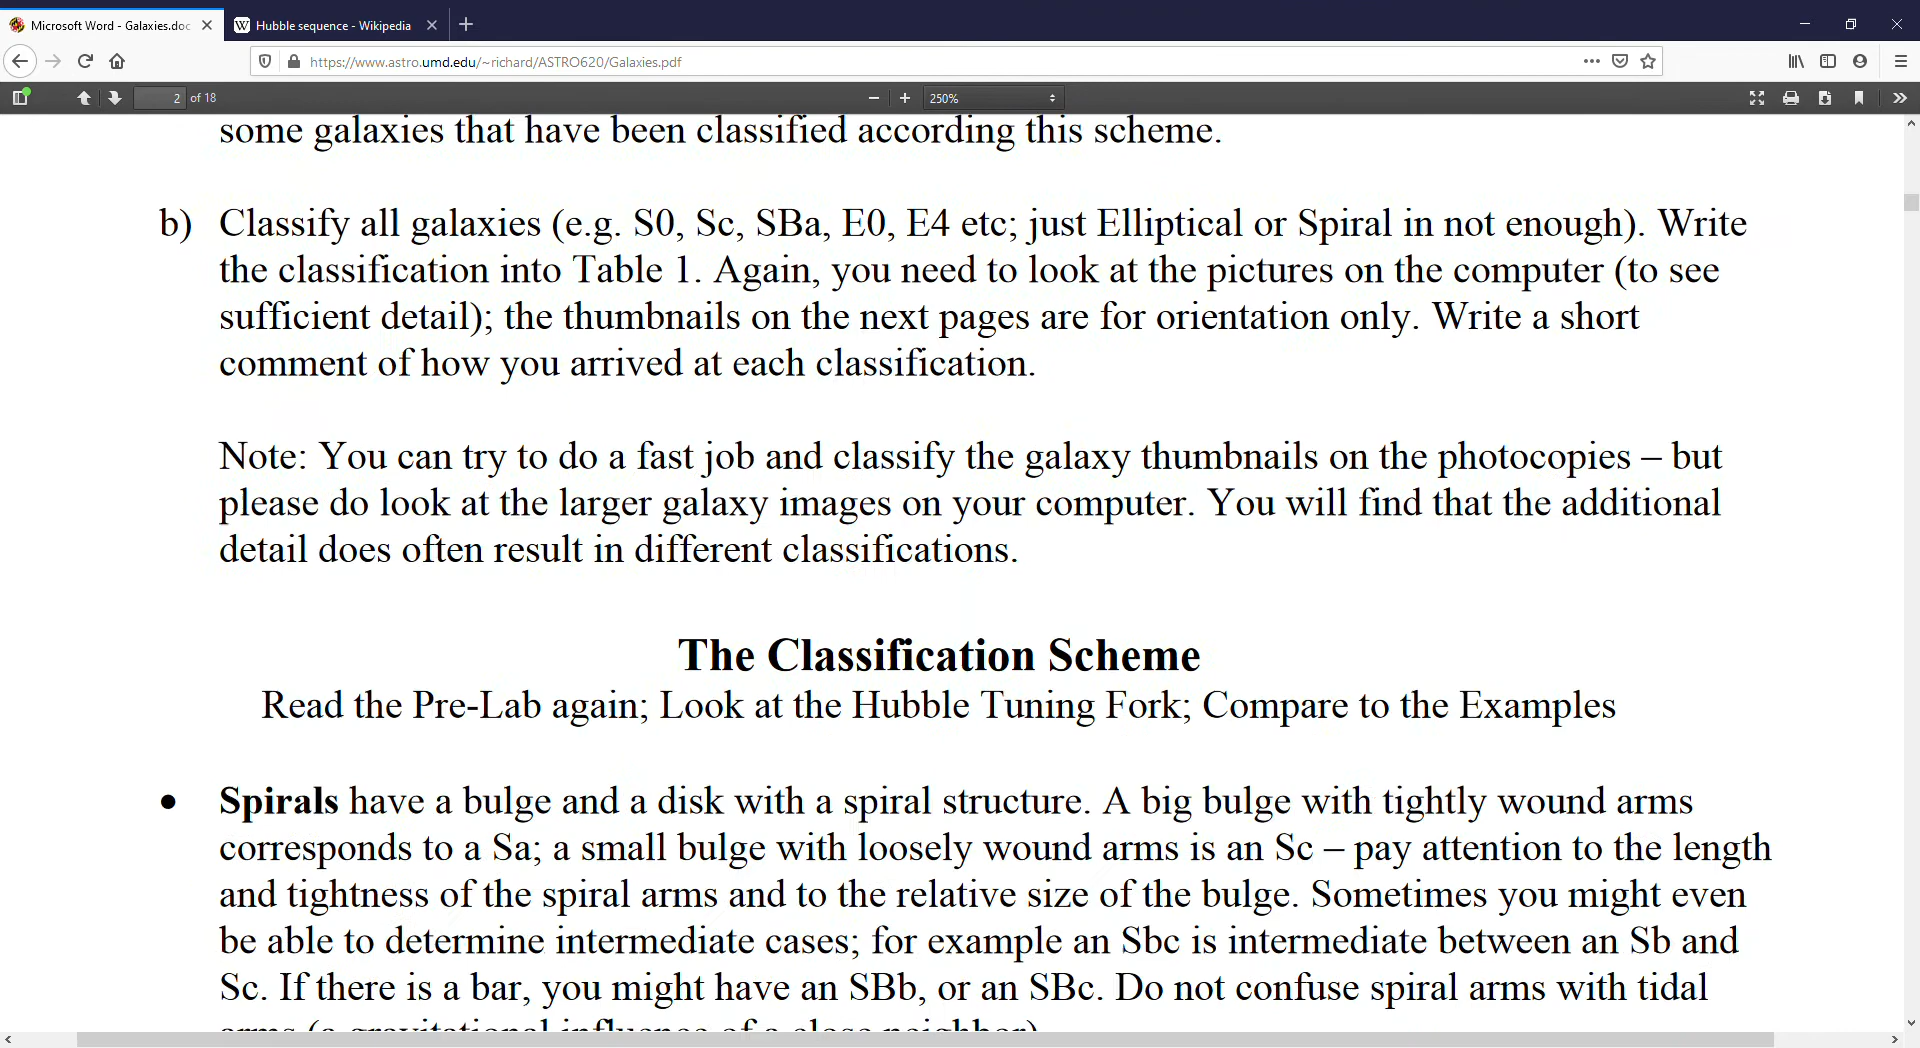 Microsoft Word - Galaxies.doc
Hubble sequence - Wikipedia
https://www.astro.umd.edu/~richard/ASTRO620/Galaxies.pdf
2 of 18
250%
some galaxies that have been classified according this scheme.
b) Classify all galaxies (e.g. S0, Sc, SBa, E0, E4 etc; just Elliptical or Spiral in not enough). Write
the classification into Table 1. Again, you need to look at the pictures on the computer (to see
sufficient detail); the thumbnails on the next pages are for orientation only. Write a short
comment of how you arrived at each classification.
Note: You can try to do a fast job and classify the galaxy thumbnails on the photocopies – but
please do look at the larger galaxy images on your computer. You will find that the additional
detail does often result in different classifications.
The Classification Scheme
Read the Pre-Lab again; Look at the Hubble Tuning Fork; Compare to the Examples
• Spirals have a bulge and a disk with a spiral structure. A big bulge with tightly wound arms
corresponds to a Sa; a small bulge with loosely wound arms is an Sc – pay attention to the length
and tightness of the spiral arms and to the relative size of the bulge. Sometimes you might even
be able to determine intermediate cases; for example an Sbc is intermediate between an Sb and
Sc. If there is a bar, you might have an SBb, or an SBc. Do not confuse spiral arms with tidal
arms (a gravitational influence of a close neighbor)